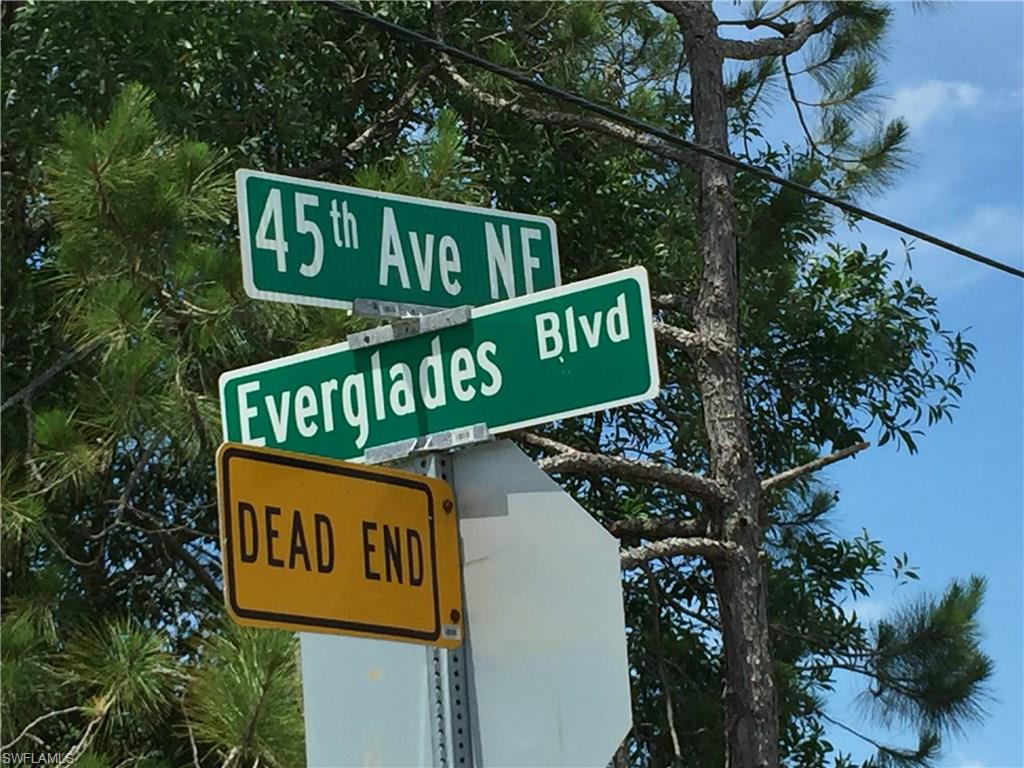 45th Ave NE
Everglades Blvd
DEAD END
SWFLAMLS